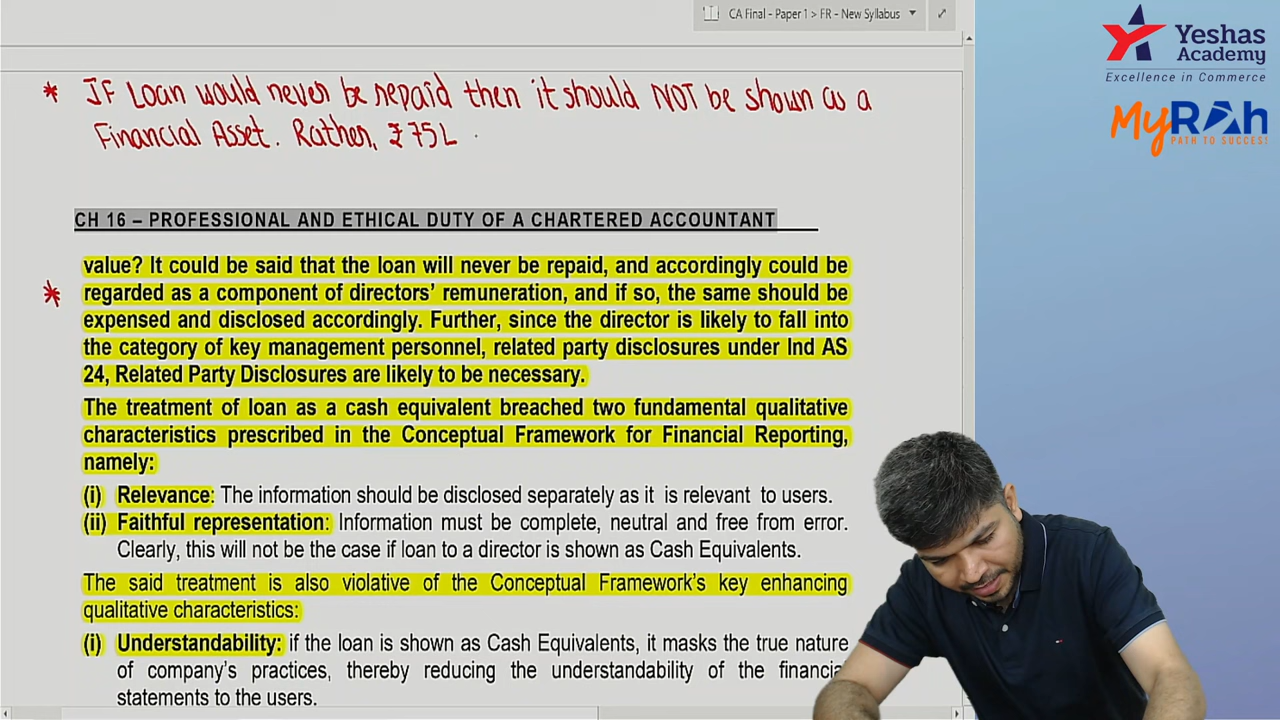 CA Final - Paper 1 > FR - New Syllabus
Yeshas
Academy
Excellence in Commerce
MyRAh
PATH TO SUCCESS
* If Loan would never be repaid then it should NOT be shown as a
Financial Asset. Rather, ₹75L
CH 16 – PROFESSIONAL AND ETHICAL DUTY OF A CHARTERED ACCOUNTANT
value? It could be said that the loan will never be repaid, and accordingly could be
* regarded as a component of directors' remuneration, and if so, the same should be
expensed and disclosed accordingly. Further, since the director is likely to fall into
the category of key management personnel, related party disclosures under Ind AS
24, Related Party Disclosures are likely to be necessary.
The treatment of loan as a cash equivalent breached two fundamental qualitative
characteristics prescribed in the Conceptual Framework for Financial Reporting,
namely:
(i) Relevance: The information should be disclosed separately as it is relevant to users.
(ii) Faithful representation: Information must be complete, neutral and free from error.
Clearly, this will not be the case if loan to a director is shown as Cash Equivalents.
The said treatment is also violative of the Conceptual Framework's key enhancing
qualitative characteristics:
(i) Understandability: if the loan is shown as Cash Equivalents, it masks the true nature
of company's practices, thereby reducing the understandability of the financial
statements to the users.